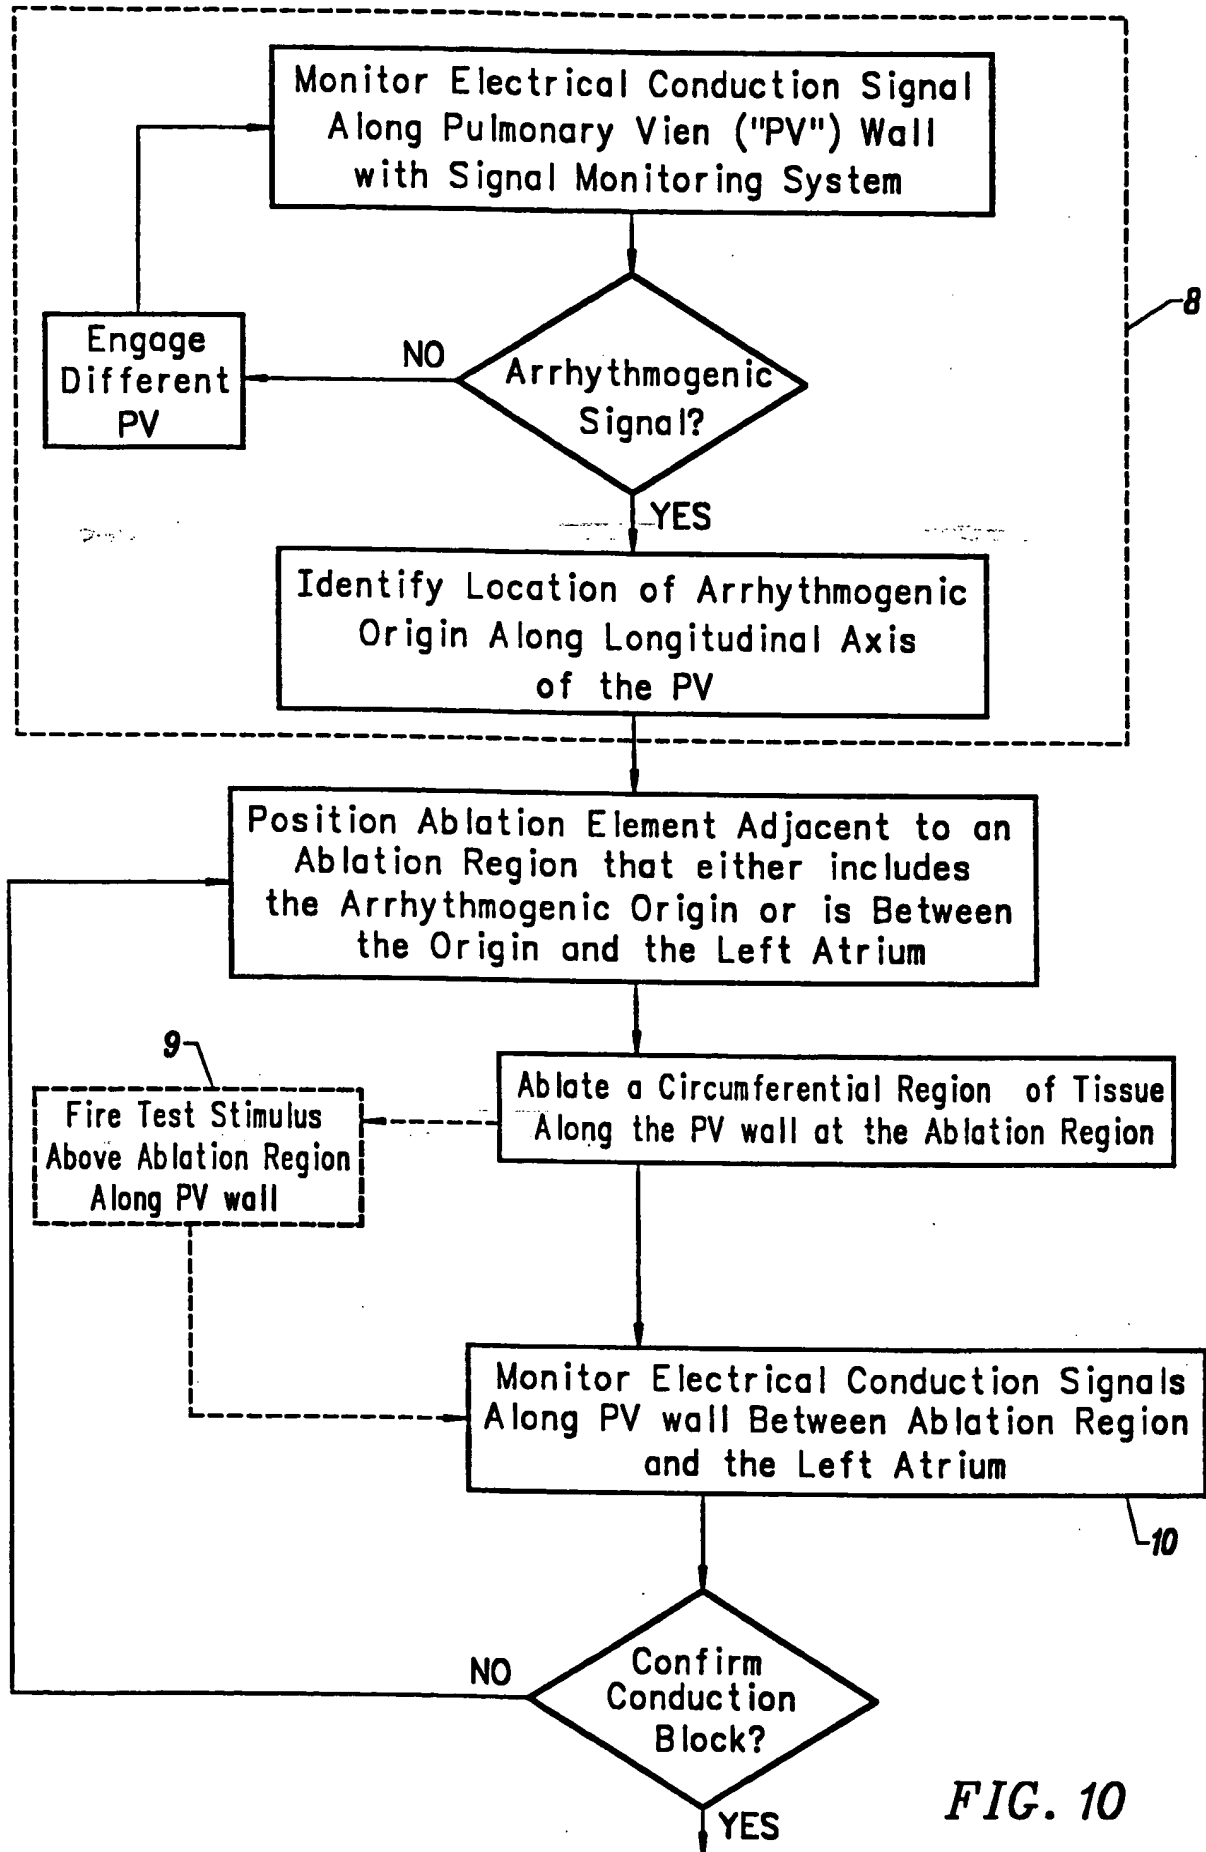 Monitor Electrical Conduction Signal
Along Pulmonary Vien ("PV") Wall
with Signal Monitoring System
8
Engage
Different
PV
NO
Arrhythmogenic
Signal?
YES
Identify Location of Arrhythmogenic
Origin Along Longitudinal Axis
of the PV
Position Ablation Element Adjacent to an
Ablation Region that either includes
the Arrhythmogenic Origin or is Between
the Origin and the Left Atrium
9
Fire Test Stimulus
Above Ablation Region
Along PV wall
Ablate a Circumferential Region of Tissue
Along the PV wall at the Ablation Region
Monitor Electrical Conduction Signals
Along PV wall Between Ablation Region
and the Left Atrium
10
NO
Confirm
Conduction
Block?
YES
FIG. 10